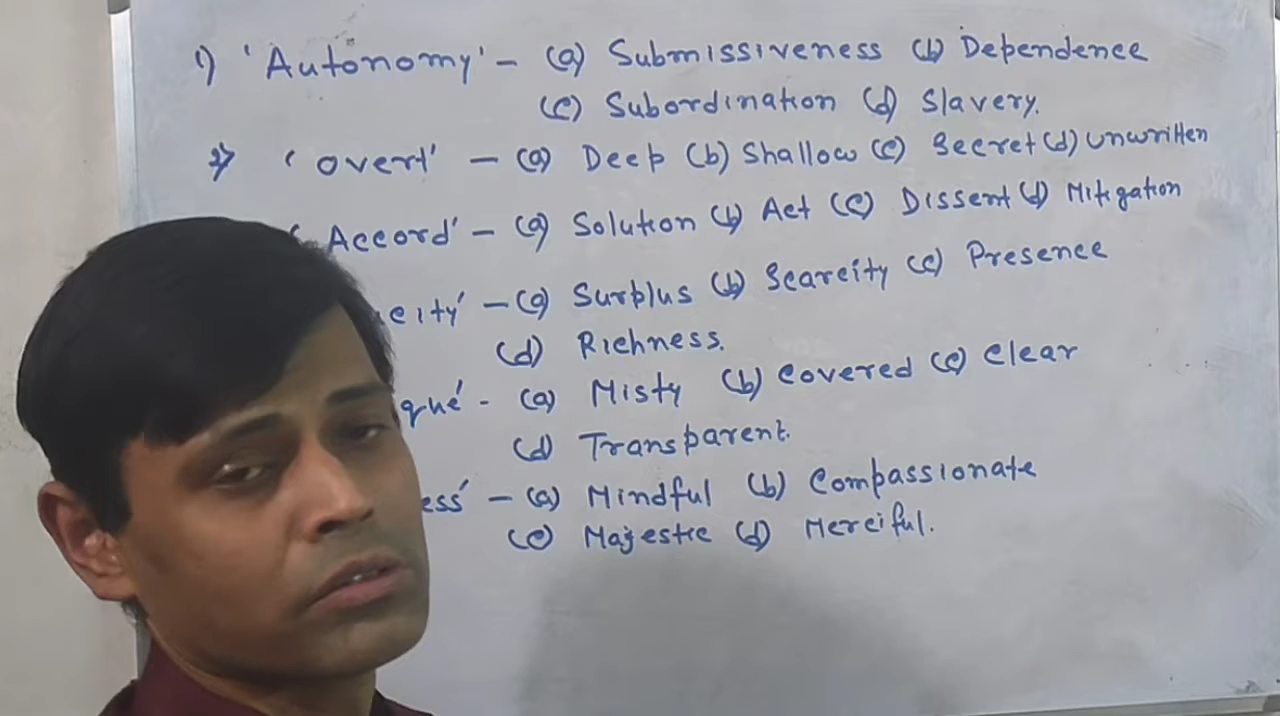 1) 'Autonomy' - (a) Submissiveness (b) Dependence
(c) Subordination (d) Slavery.
2) 'Overt' - (a) Deep (b) Shallow (c) Secret (d) Unwritten
'Accord' - (a) Solution (b) Act (c) Dissent (d) Mitigation
city' - (a) Surplus (b) Scarcity (c) Presence
(d) Richness.
que' - (a) Misty (b) Covered (c) Clear
(d) Transparent.
ess' - (a) Mindful (b) Compassionate
(c) Majestic (d) Merciful.